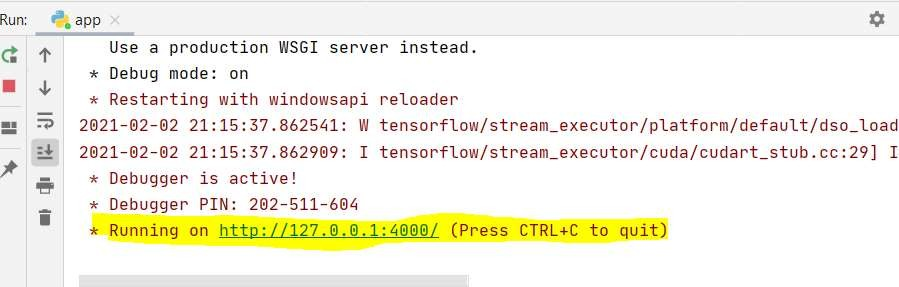 Run:
app
Use a production WSGI server instead.
* Debug mode: on
* Restarting with windowsapi reloader
2021-02-02 21:15:37.862541: W tensorflow/stream_executor/platform/default/dso_load
2021-02-02 21:15:37.862909: I tensorflow/stream_executor/cuda/cudart_stub.cc:29] I
* Debugger is active!
* Debugger PIN: 202-511-604
* Running on http://127.0.0.1:4000/ (Press CTRL+C to quit)